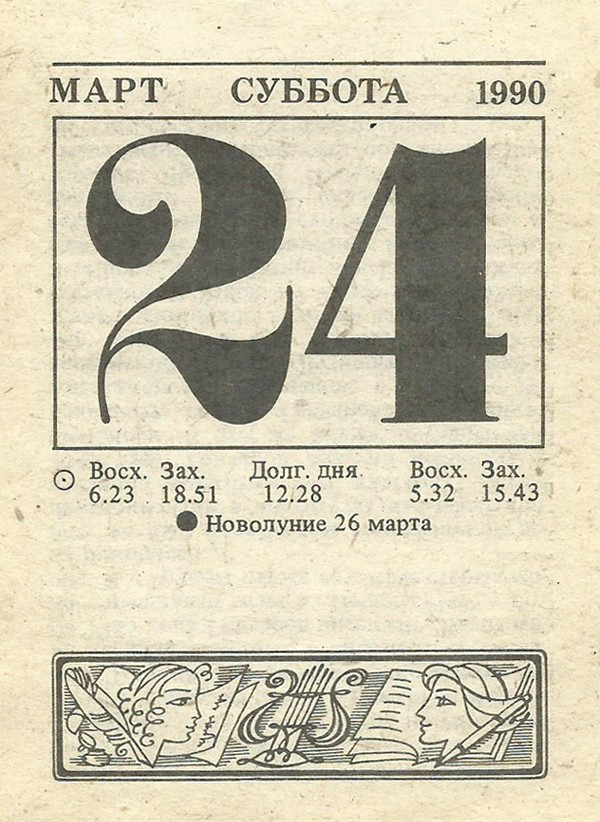 МАРТ СУББОТА 1990
24
Восх. Зах. Долг. дня Восх. Зах.
6.23 18.51 12.28 5.32 15.43
Новолуние 26 марта